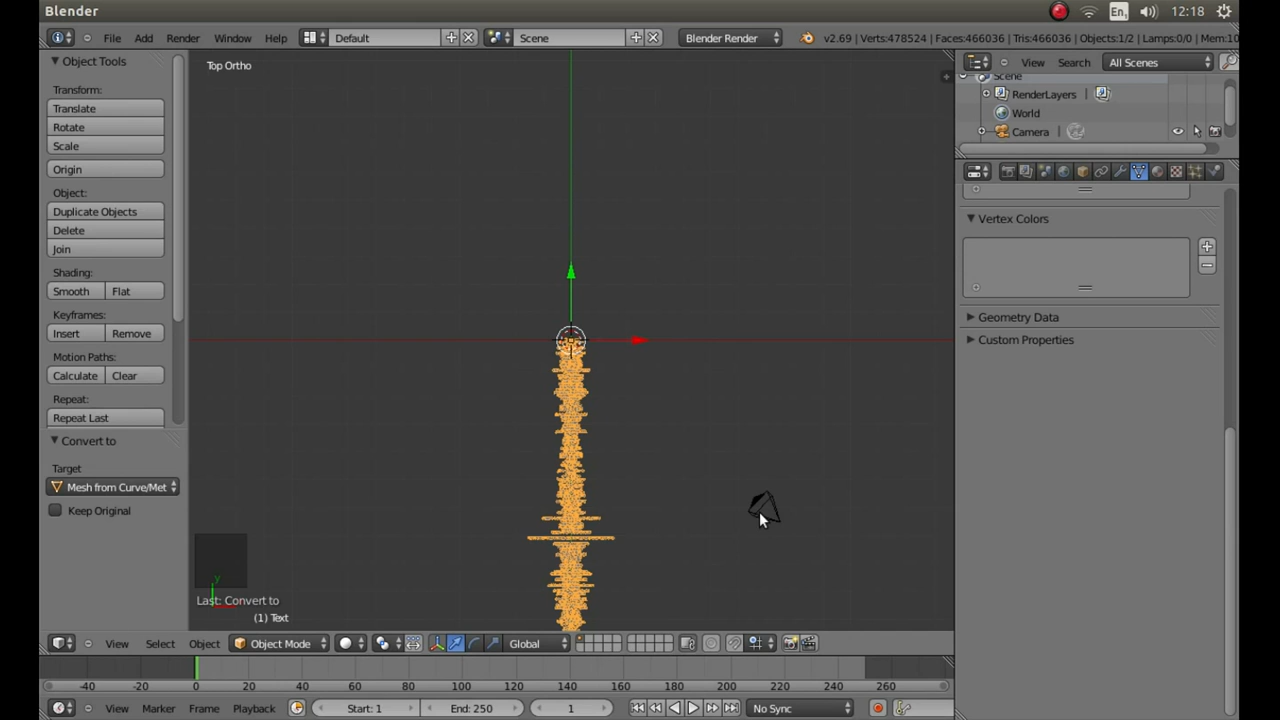 Blender
En1
12:18
File Add Render Window Help
Default
Scene
Blender Render
v2.69 | Verts:478524 | Faces:466036 | Tris:466036 | Objects:1/2 | Lamps:0/0 | Mem:10
Object Tools
Transform:
Translate
Rotate
Scale
Origin
Object:
Duplicate Objects
Delete
Join
Shading:
Smooth Flat
Keyframes:
Insert Remove
Motion Paths:
Calculate Clear
Repeat:
Repeat Last
Convert to
Target
Mesh from Curve/Met
Keep Original
Top Ortho
y
Last: Convert to
(1) Text
View Select Object Object Mode Global
View Search All Scenes
Scene
RenderLayers
World
Camera
Vertex Colors
Geometry Data
Custom Properties
-40 -20 0 20 40 60 80 100 120 140 160 180 200 220 240 260
View Marker Frame Playback Start: 1 End: 250 1 No Sync